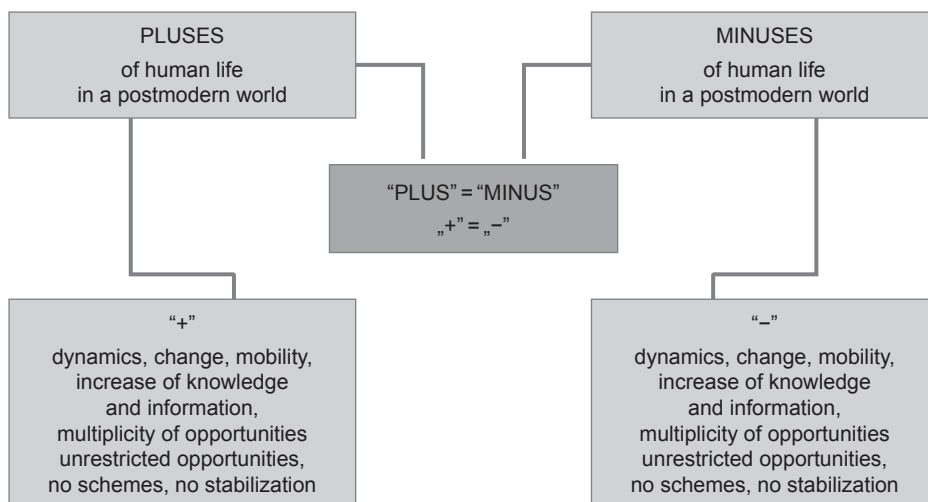 PLUSES
of human life
in a postmodern world
MINUSES
of human life
in a postmodern world
“PLUS” = “MINUS”
„+” = „−”
“+”
dynamics, change, mobility,
increase of knowledge
and information,
multiplicity of opportunities
unrestricted opportunities,
no schemes, no stabilization
“−”
dynamics, change, mobility,
increase of knowledge
and information,
multiplicity of opportunities
unrestricted opportunities,
no schemes, no stabilization